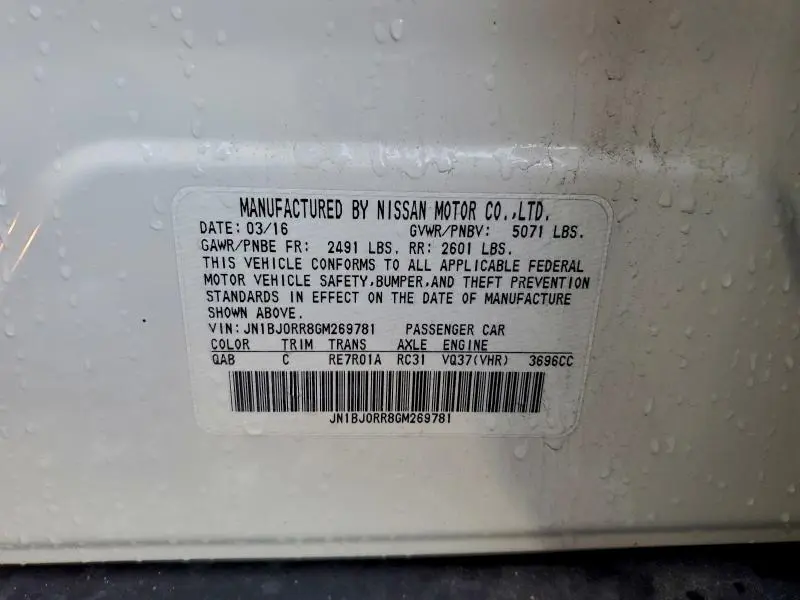 MANUFACTURED BY NISSAN MOTOR CO.,LTD.
DATE: 03/16 GVWR/PNBV: 5071 LBS.
GAWR/PNBE FR: 2491 LBS. RR: 2601 LBS.
THIS VEHICLE CONFORMS TO ALL APPLICABLE FEDERAL
MOTOR VEHICLE SAFETY,BUMPER,AND THEFT PREVENTION
STANDARDS IN EFFECT ON THE DATE OF MANUFACTURE
SHOWN ABOVE.
VIN: JN1BJ0RR8GM269781 PASSENGER CAR
COLOR TRIM TRANS AXLE ENGINE
QAB C RE7R01A RC31 VQ37(VHR) 3696CC
JN1BJ0RR8GM269781